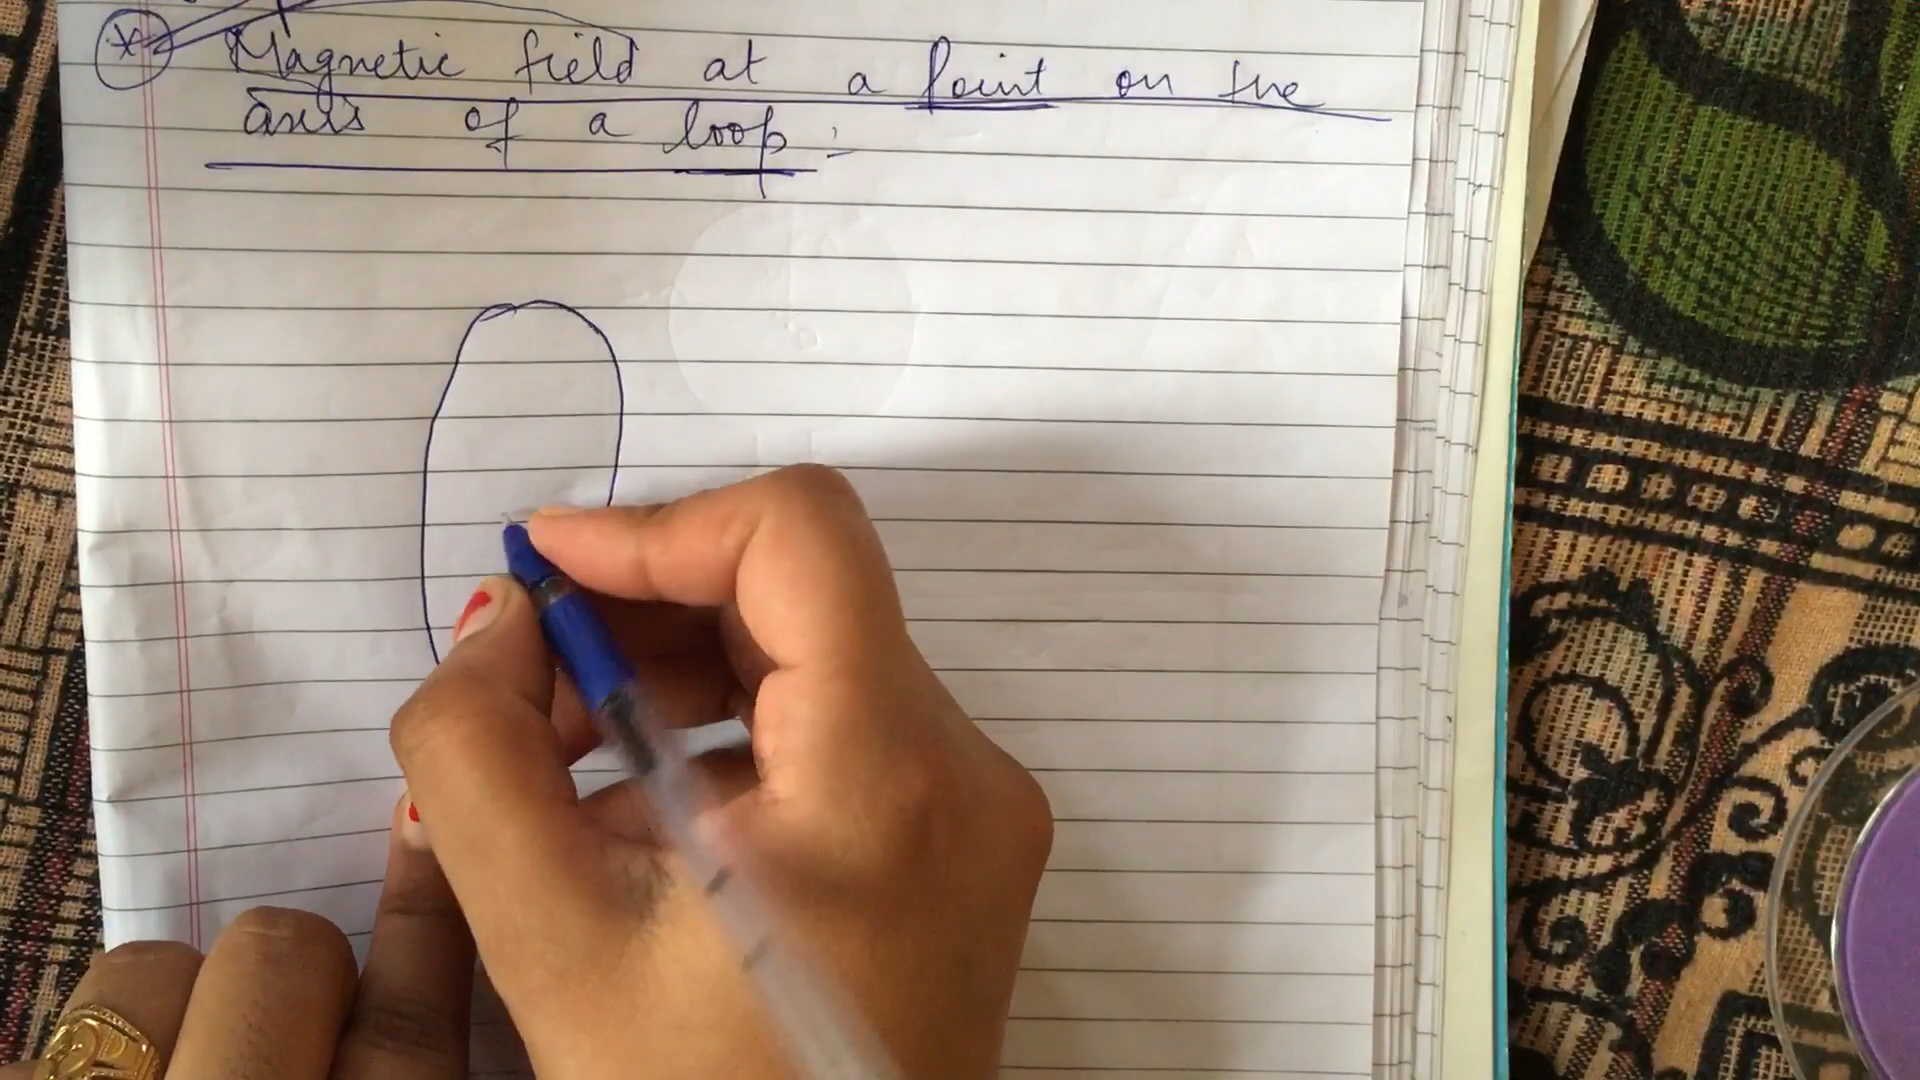 Magnetic field at a Point on the
axis of a loop :-